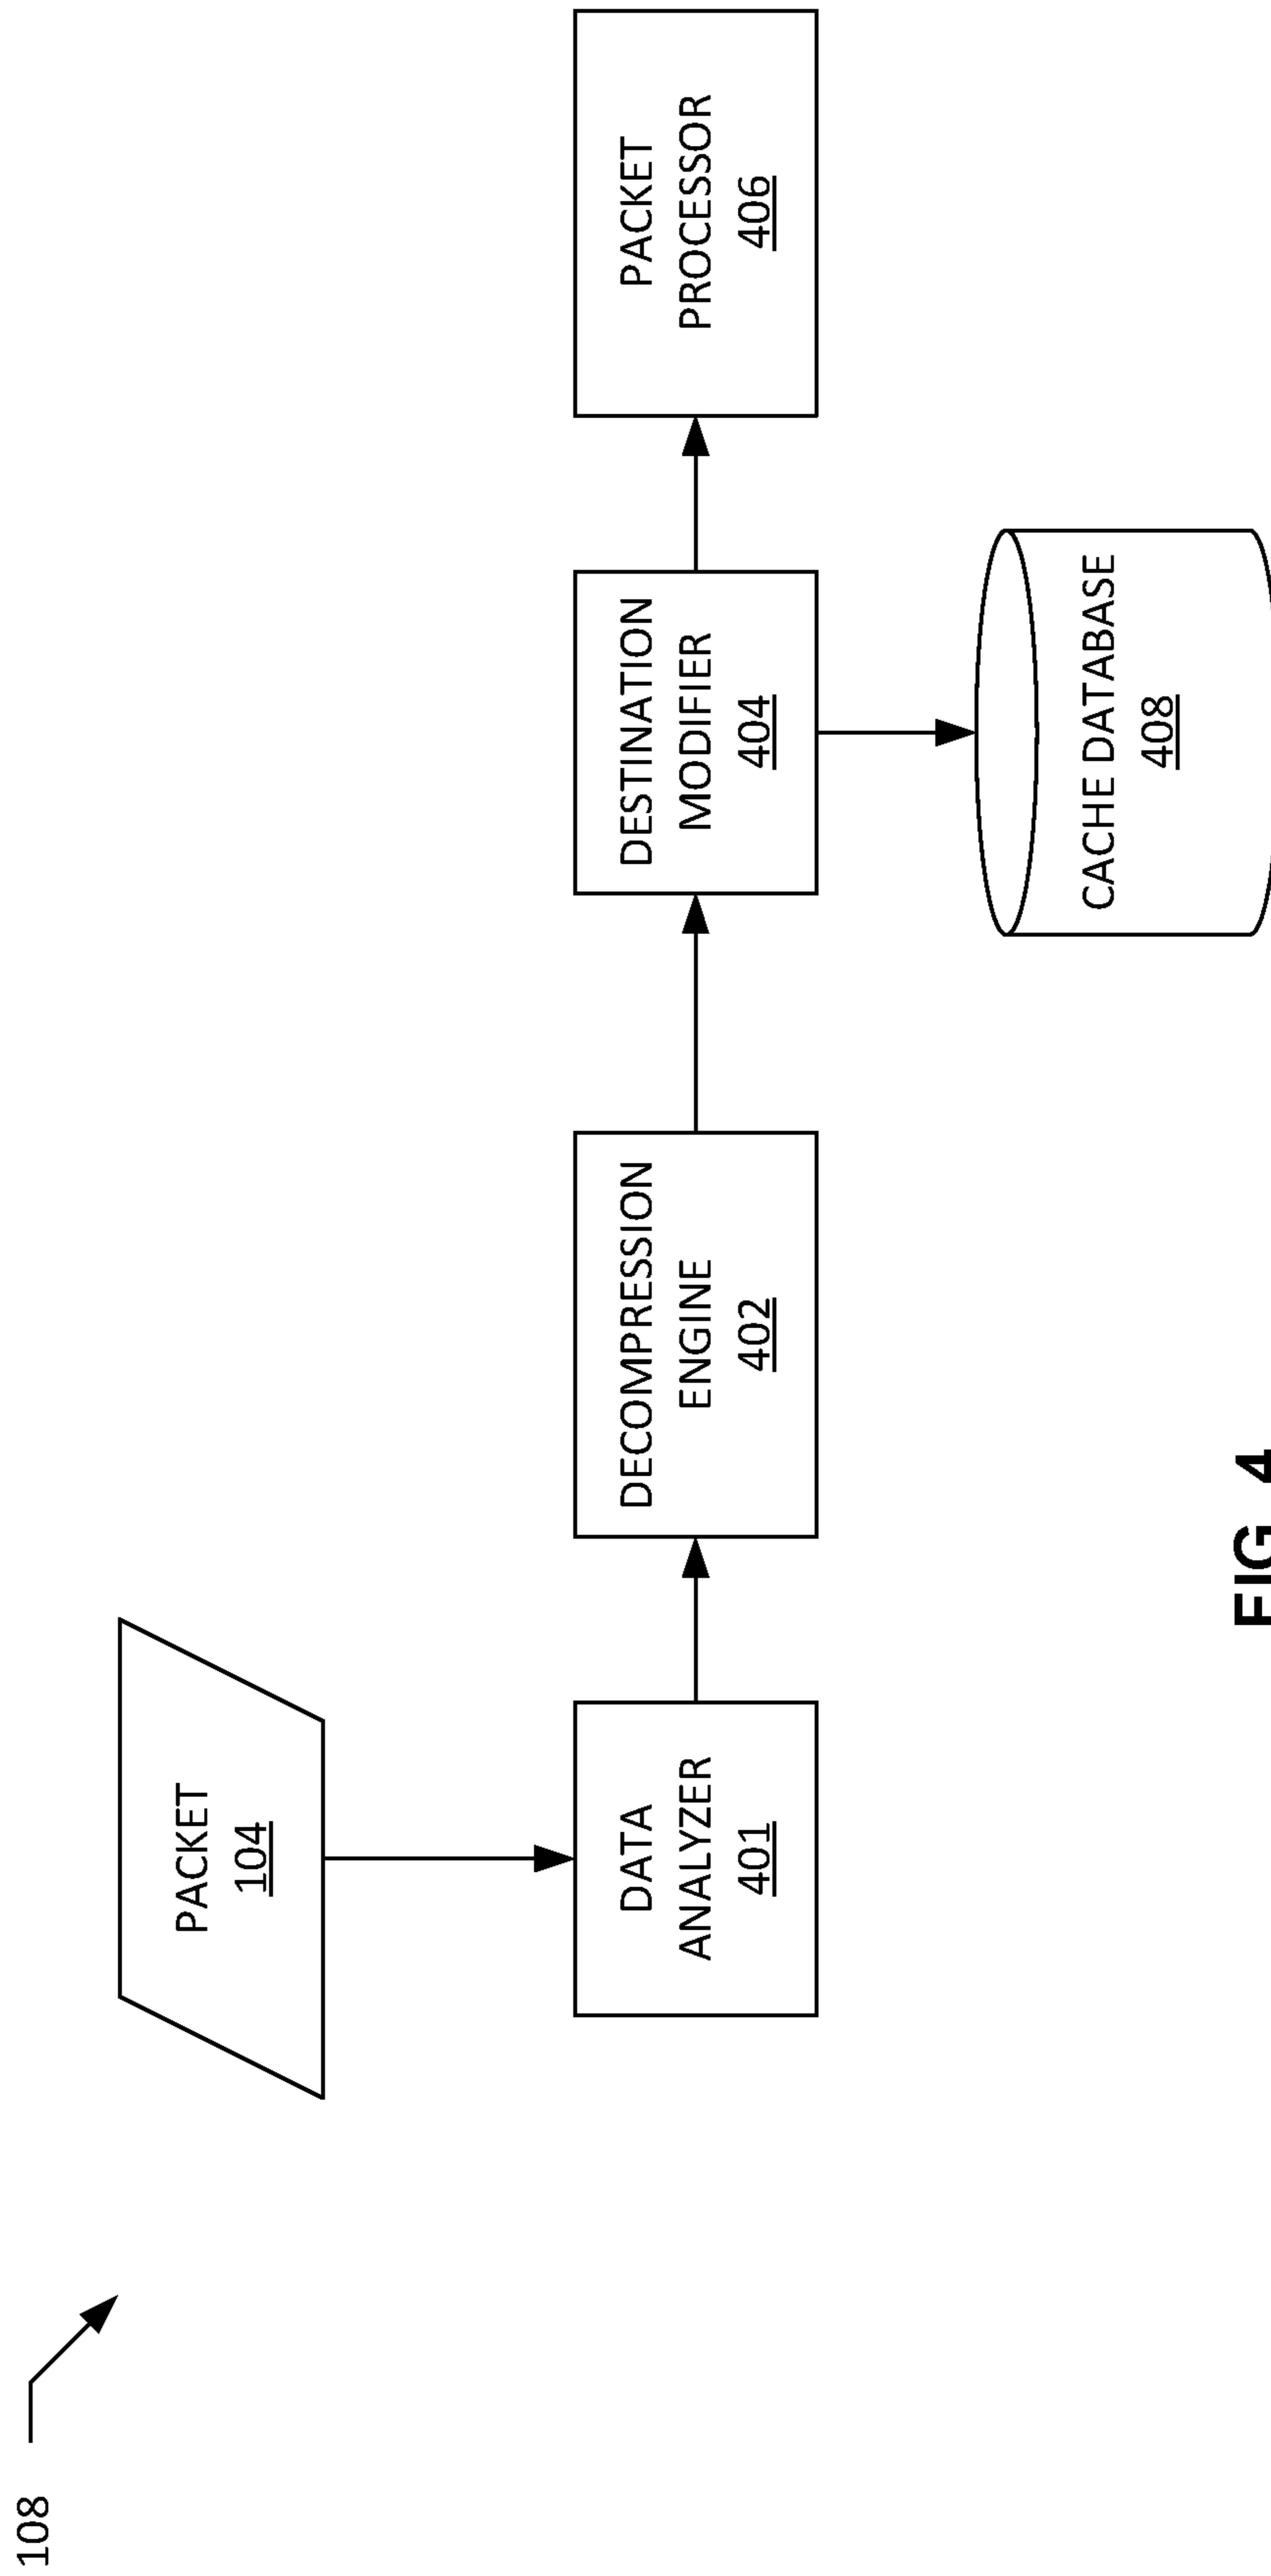 108
PACKET
104
DATA
ANALYZER
401
DECOMPRESSION
ENGINE
402
DESTINATION
MODIFIER
404
PACKET
PROCESSOR
406
CACHE DATABASE
408
FIG. 4